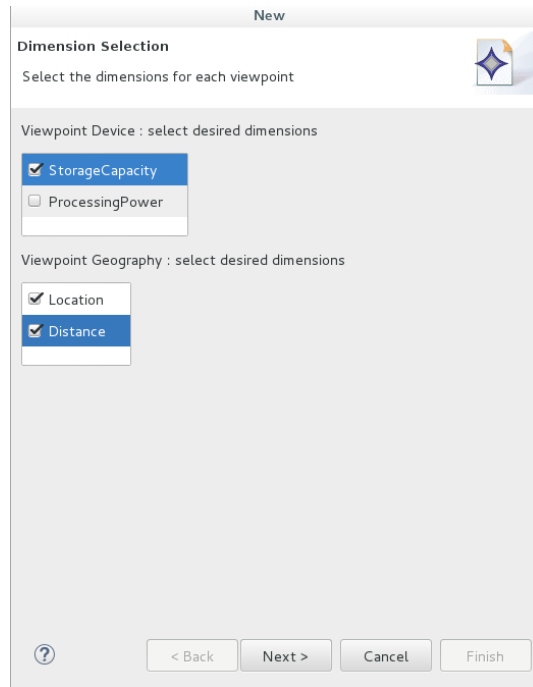 New
Dimension Selection
Select the dimensions for each viewpoint
Viewpoint Device : select desired dimensions
StorageCapacity
ProcessingPower
Viewpoint Geography : select desired dimensions
Location
Distance
? < Back Next > Cancel Finish